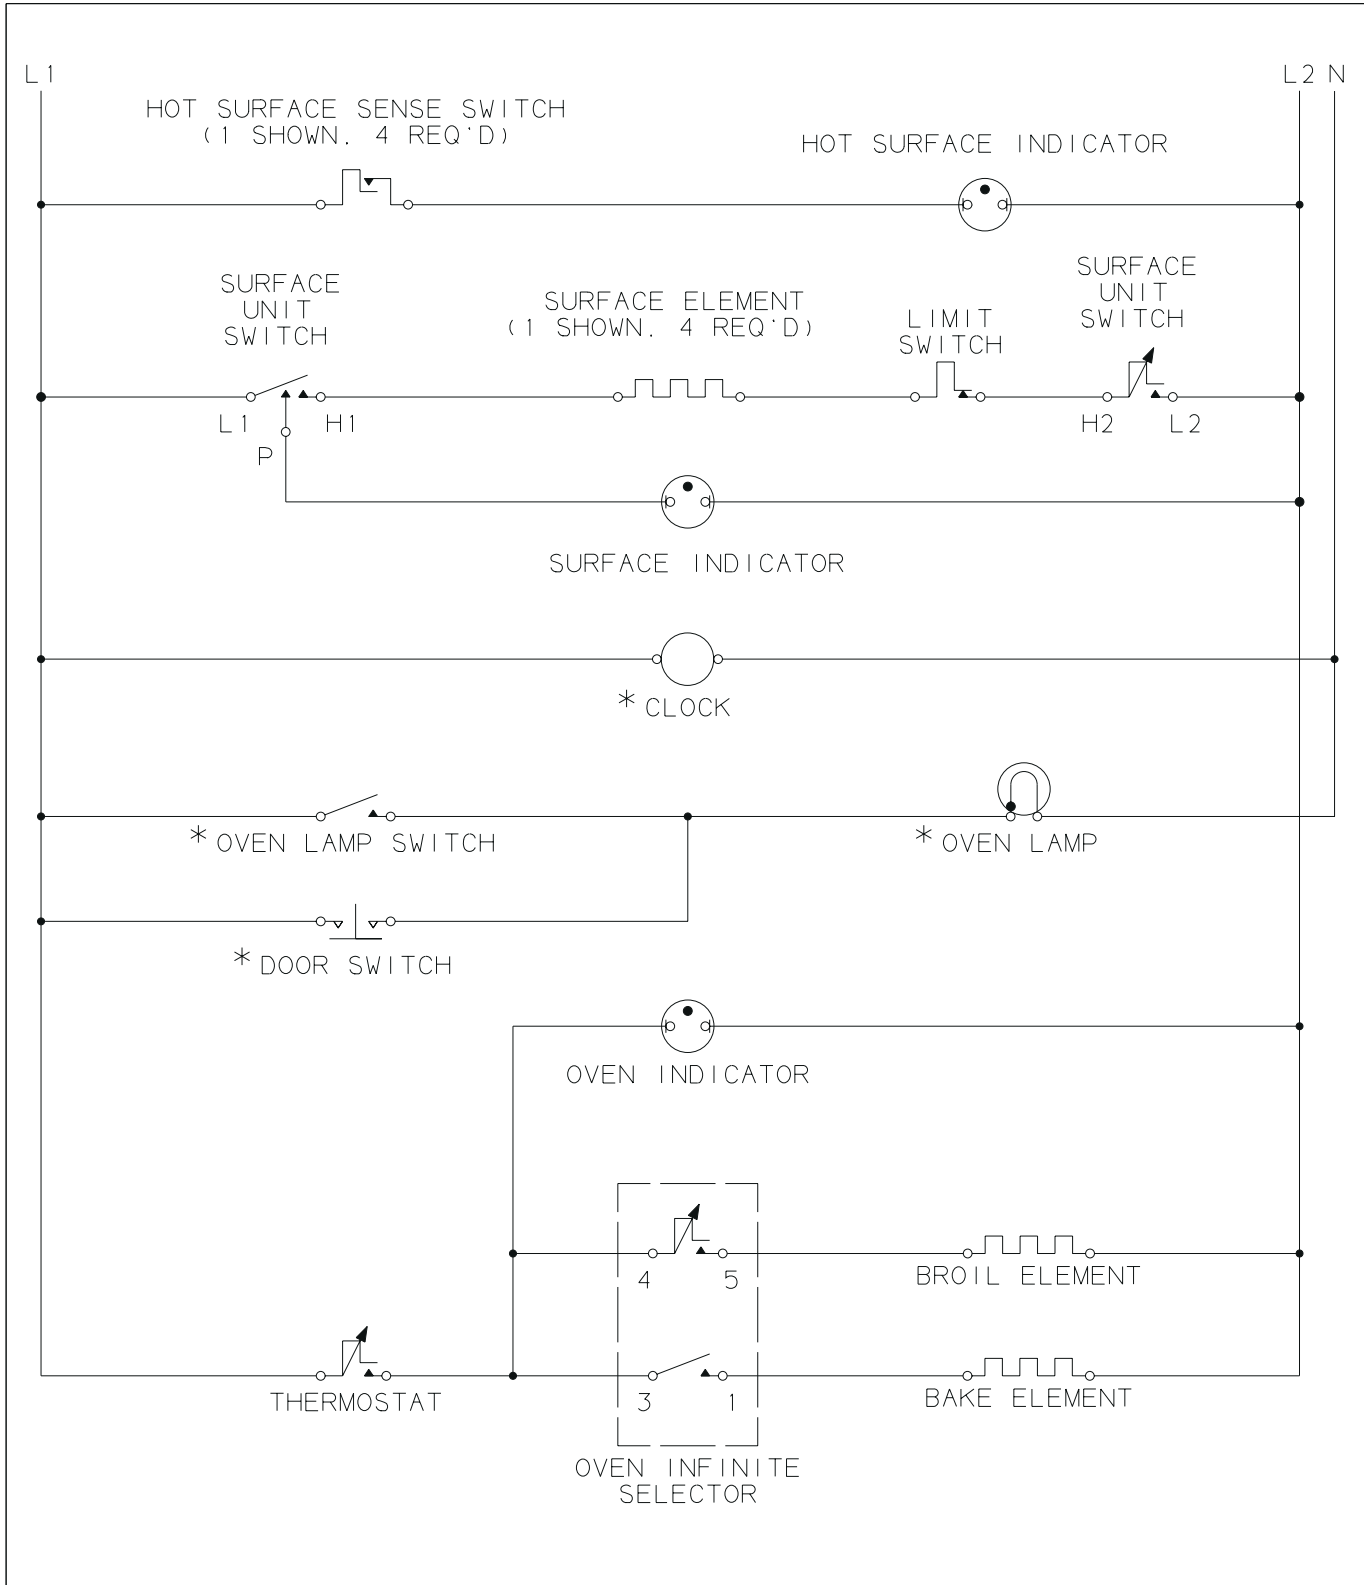 L1
L2 N
HOT SURFACE SENSE SWITCH
(1 SHOWN. 4 REQ'D)
HOT SURFACE INDICATOR
SURFACE
UNIT
SWITCH
SURFACE ELEMENT
(1 SHOWN. 4 REQ'D)
LIMIT
SWITCH
SURFACE
UNIT
SWITCH
L1
H1
P
H2
L2
SURFACE INDICATOR
* CLOCK
* OVEN LAMP SWITCH
* OVEN LAMP
* DOOR SWITCH
OVEN INDICATOR
4
5
BROIL ELEMENT
THERMOSTAT
3
1
BAKE ELEMENT
OVEN INFINITE
SELECTOR